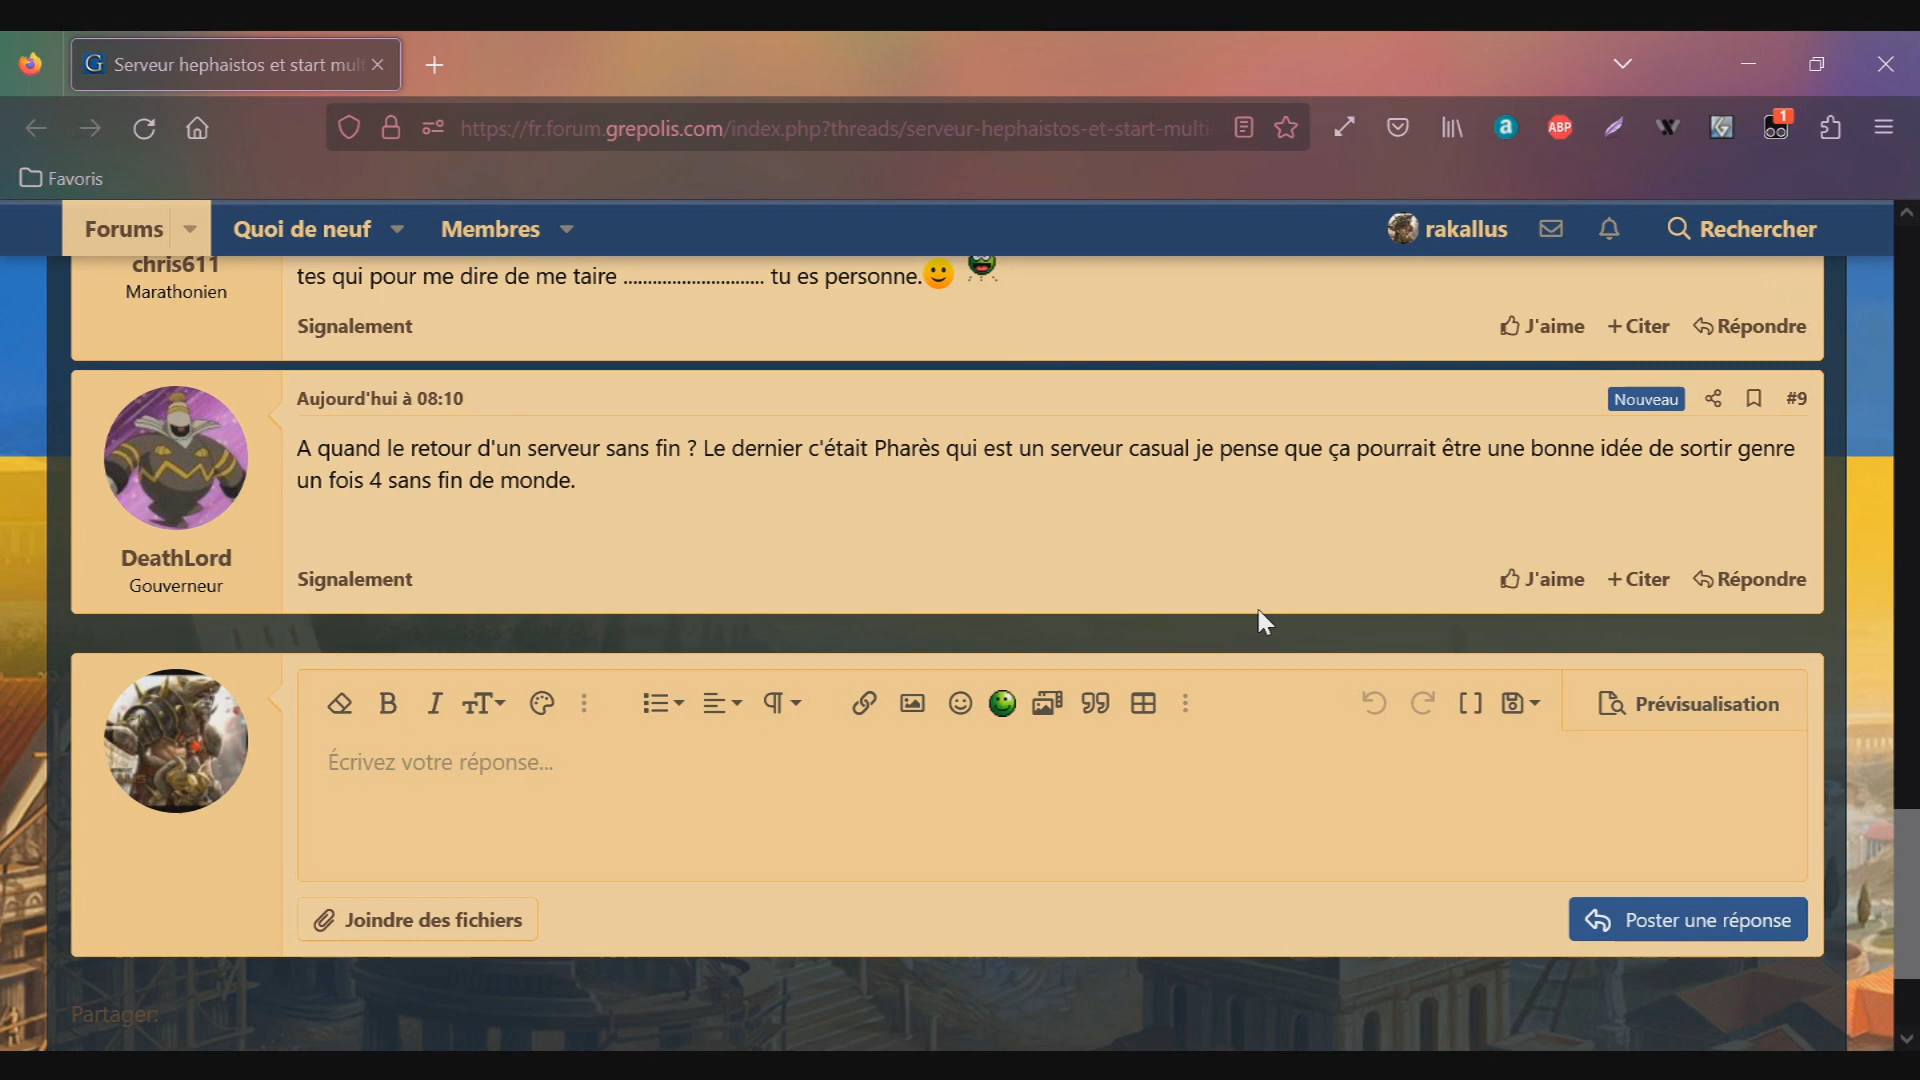 Serveur hephaistos et start mul
https://fr.forum.grepolis.com/index.php?threads/serveur-hephaistos-et-start-multi
ABP
1
Favoris
Forums Quoi de neuf Membres rakallus Rechercher
chris611
Marathonien
tes qui pour me dire de me taire ............................. tu es personne.
Signalement J'aime +Citer Répondre
Aujourd'hui à 08:10 Nouveau #9
A quand le retour d'un serveur sans fin ? Le dernier c'était Pharès qui est un serveur casual je pense que ça pourrait être une bonne idée de sortir genre
un fois 4 sans fin de monde.
DeathLord
Gouverneur
Signalement J'aime +Citer Répondre
Prévisualisation
Écrivez votre réponse...
Joindre des fichiers Poster une réponse
Partager: